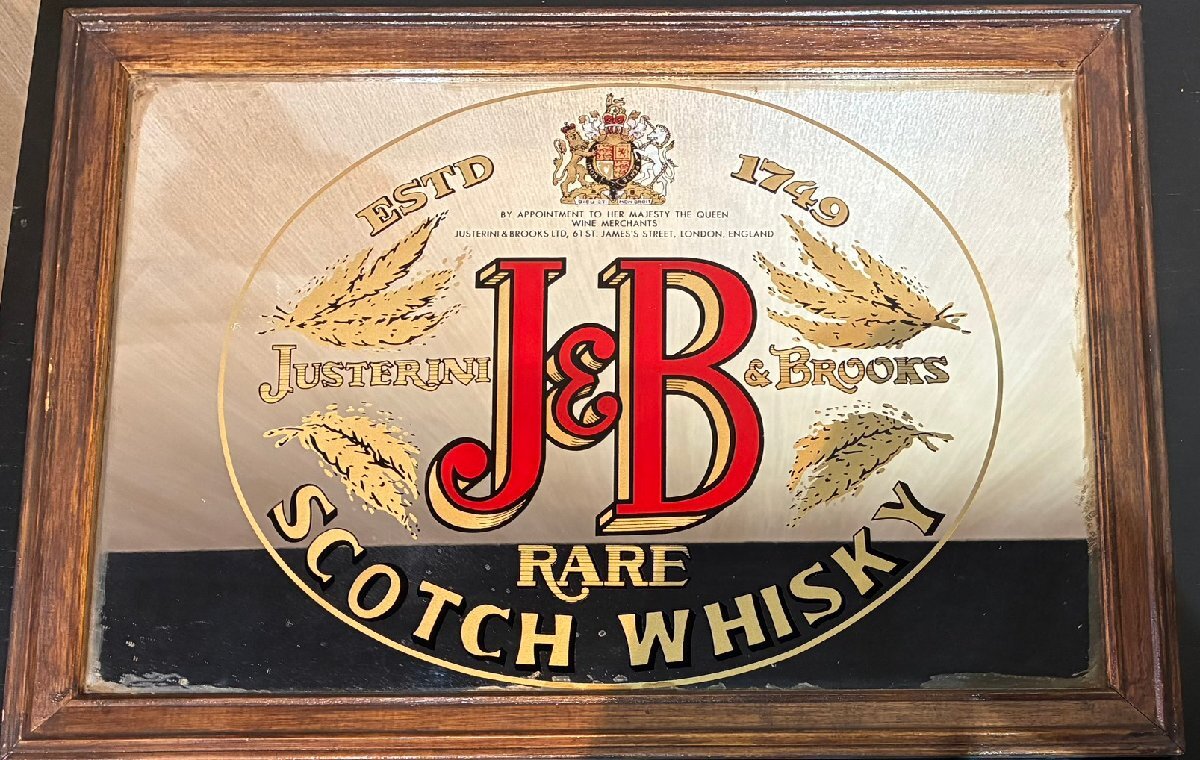 ESTD 1749
BY APPOINTMENT TO HER MAJESTY THE QUEEN
WINE MERCHANTS
JUSTERINI & BROOKS LTD, 61 ST. JAMES'S STREET, LONDON, ENGLAND
J&B
JUSTERINI & BROOKS
RARE
SCOTCH WHISKY